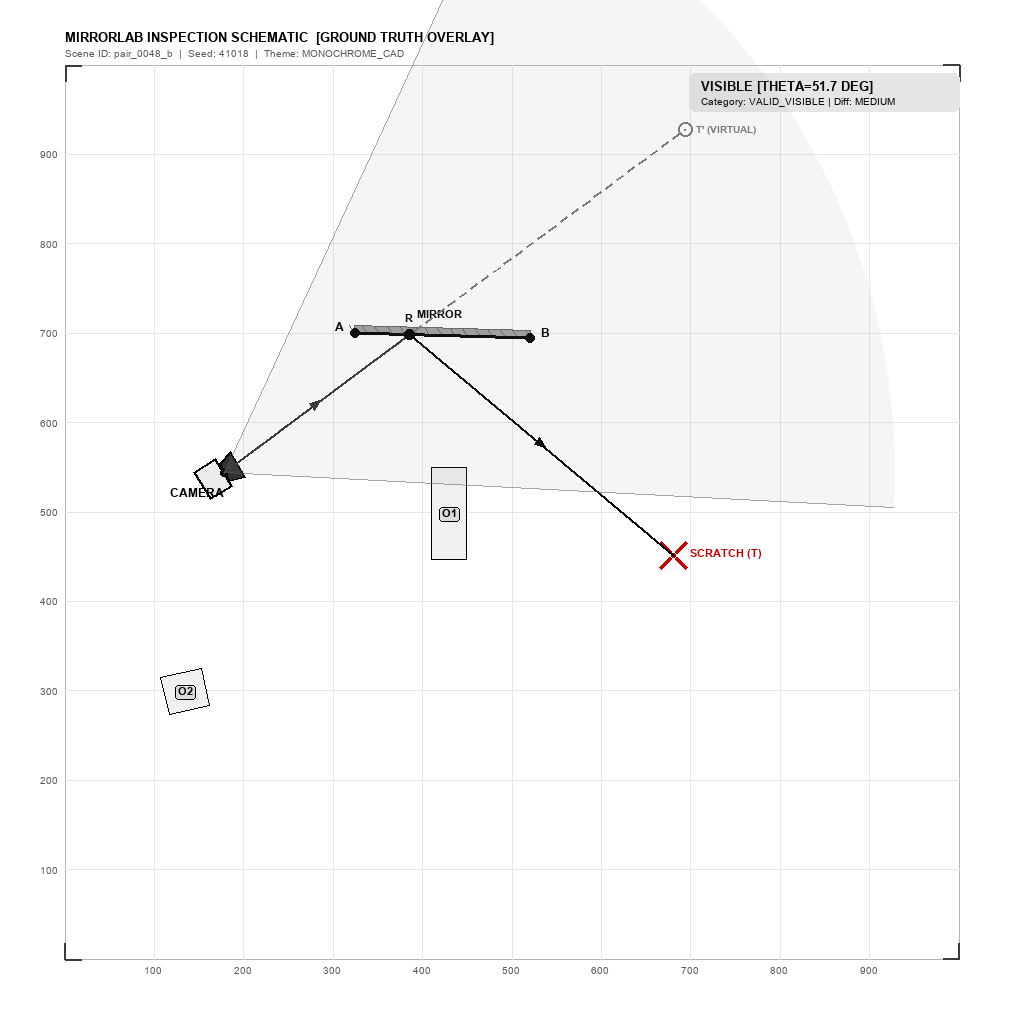 MIRRORLAB INSPECTION SCHEMATIC [GROUND TRUTH OVERLAY]
Scene ID: pair_0048_b | Seed: 41018 | Theme: MONOCHROME_CAD
VISIBLE [THETA=51.7 DEG]
Category: VALID_VISIBLE | Diff: MEDIUM
T' (VIRTUAL)
900
800
R MIRROR
A
B
700
600
CAMERA
O1
500
SCRATCH (T)
400
O2
300
200
100
100 200 300 400 500 600 700 800 900